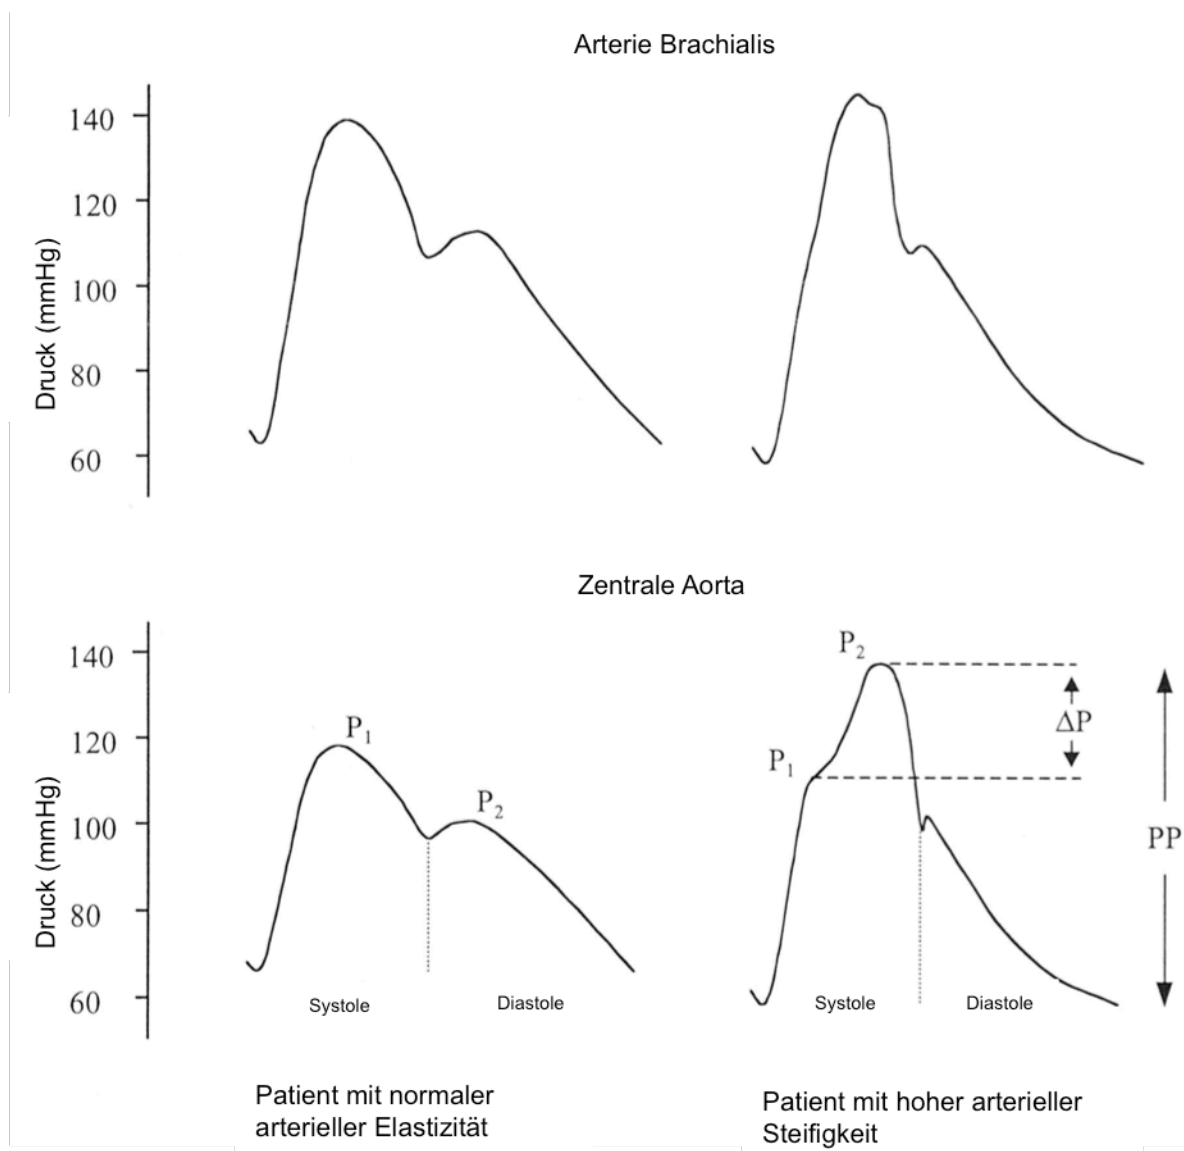 Arterie Brachialis
140
120
100
80
60
Druck (mmHg)
Zentrale Aorta
140
120
100
80
60
Druck (mmHg)
P1
P2
Systole
Diastole
P2
P1
ΔP
PP
Systole
Diastole
Patient mit normaler
arterieller Elastizität
Patient mit hoher arterieller
Steifigkeit